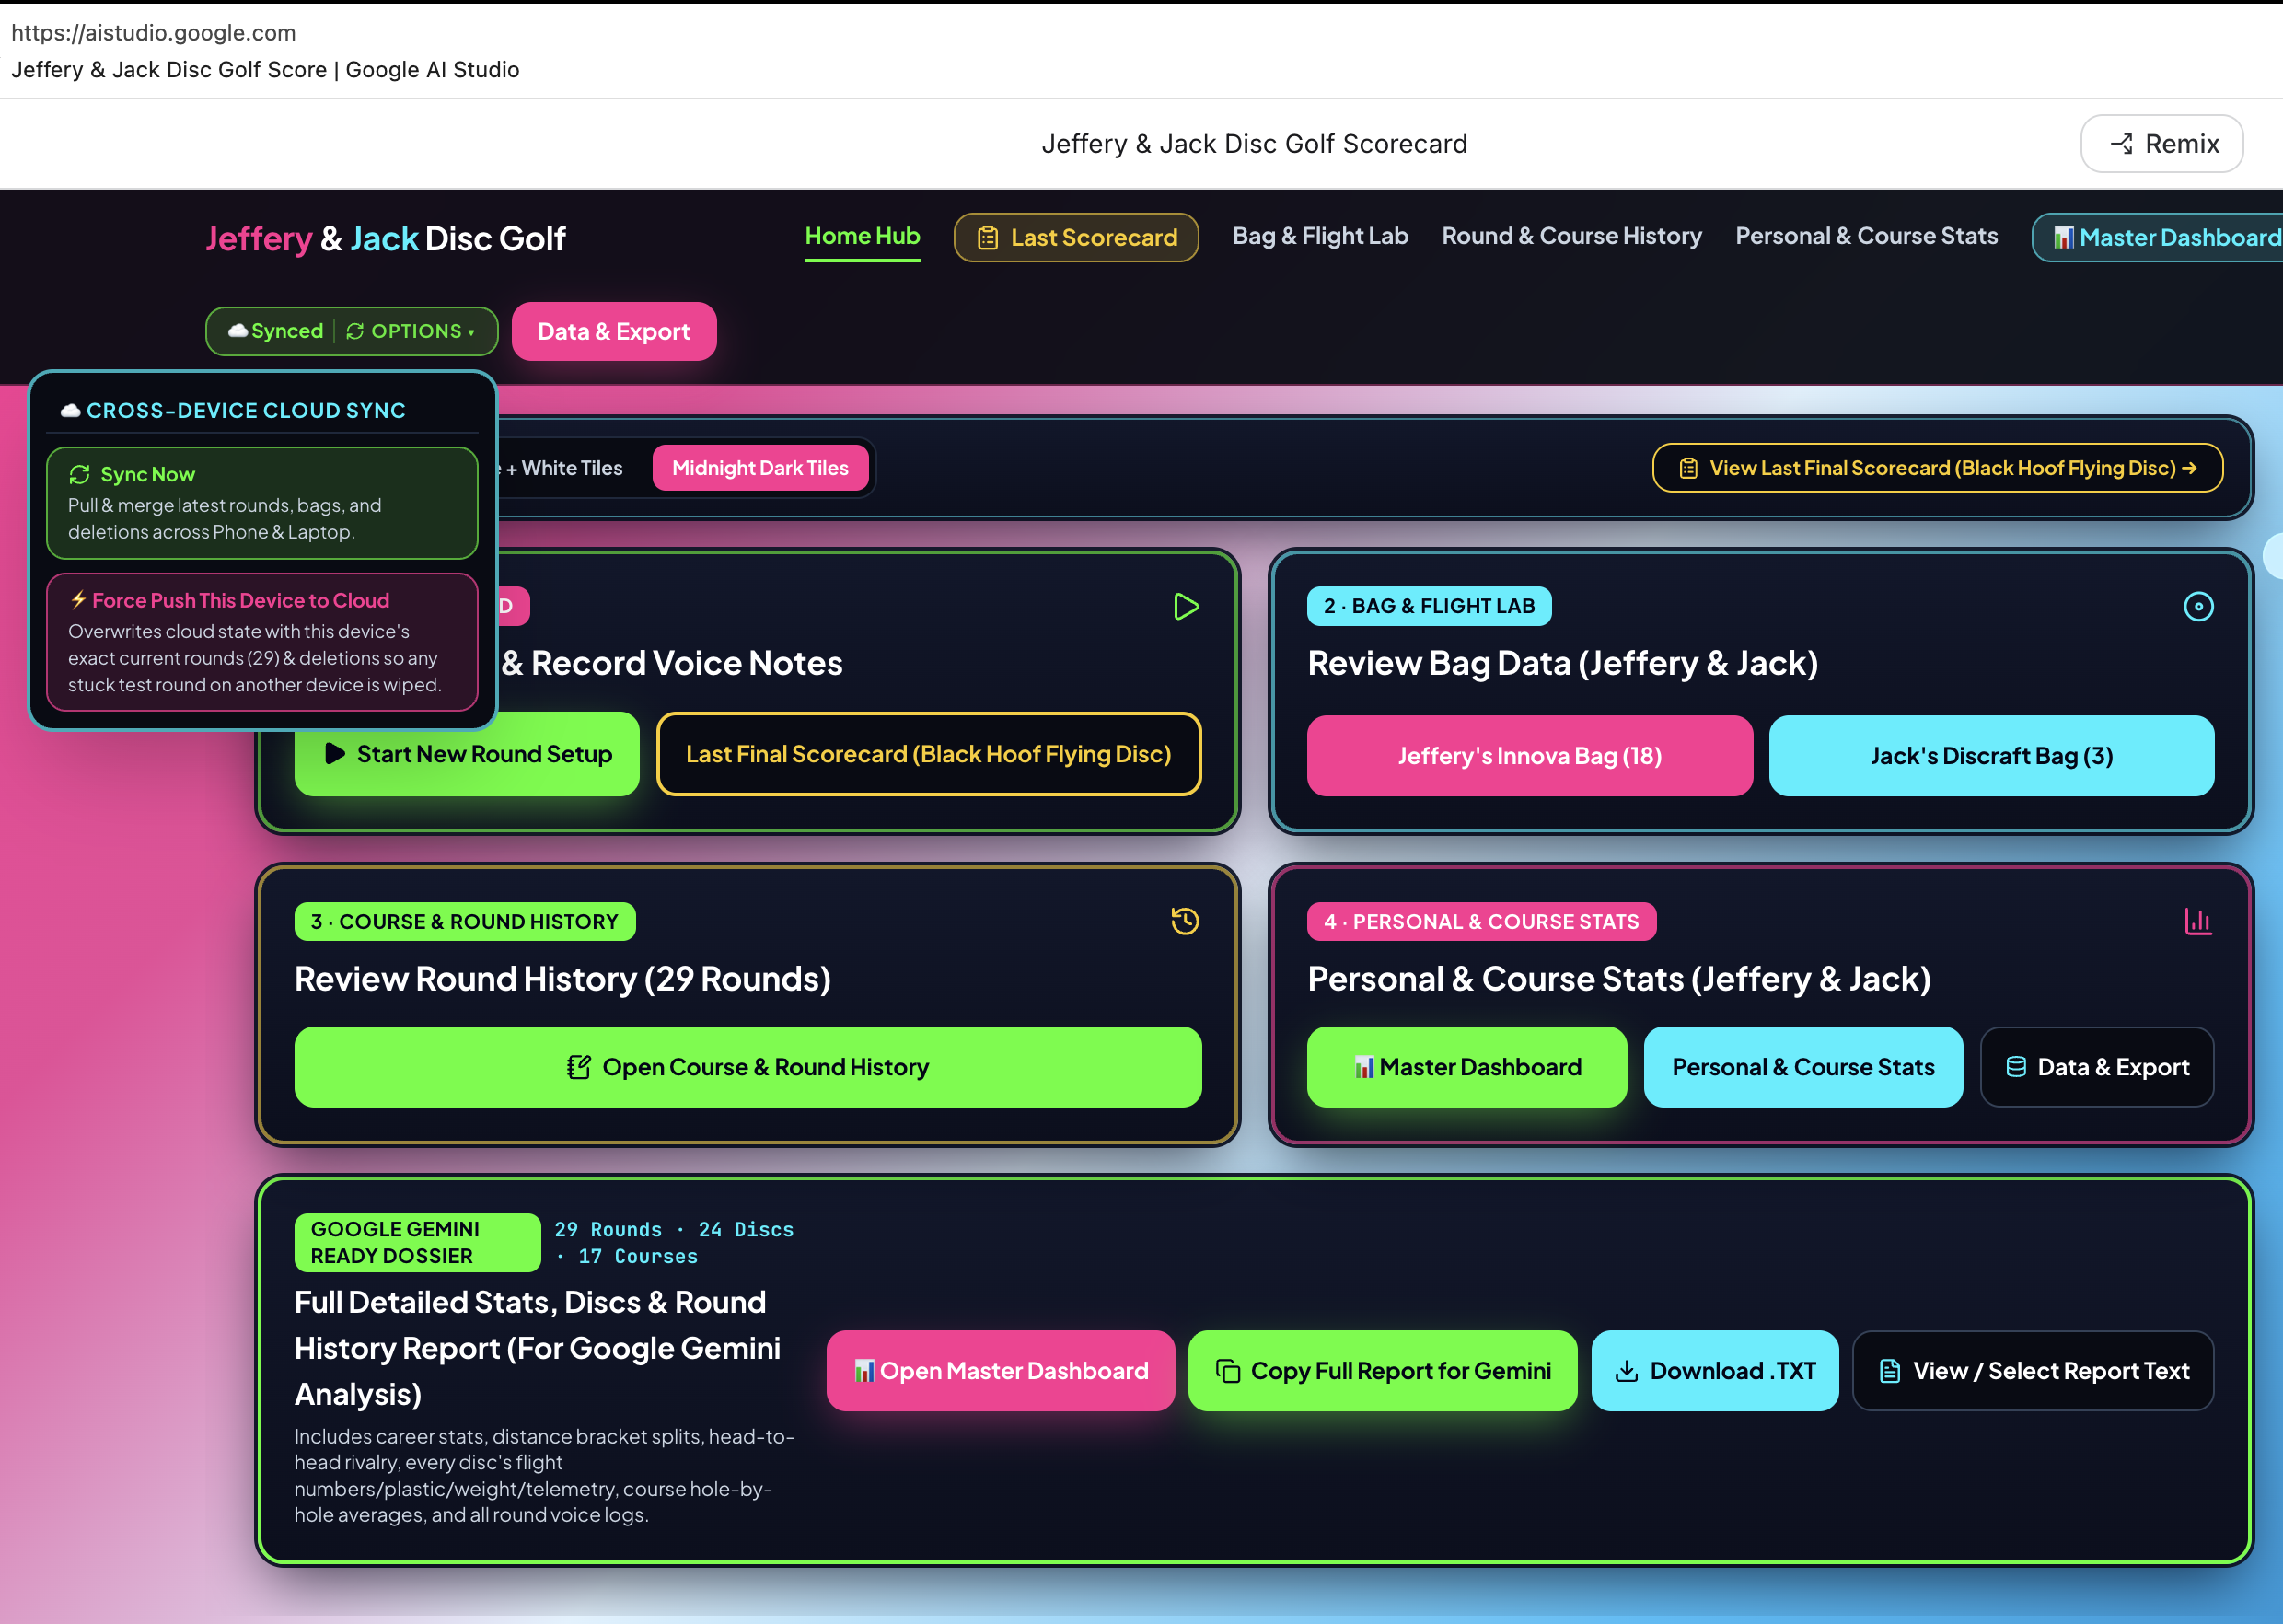 https://aistudio.google.com
Jeffery & Jack Disc Golf Score | Google AI Studio
Jeffery & Jack Disc Golf Scorecard
Remix
Jeffery & Jack Disc Golf
Home Hub
Last Scorecard
Bag & Flight Lab
Round & Course History
Personal & Course Stats
Master Dashboard
Synced
OPTIONS
Data & Export
CROSS-DEVICE CLOUD SYNC
Sync Now
Pull & merge latest rounds, bags, and
deletions across Phone & Laptop.
Force Push This Device to Cloud
Overwrites cloud state with this device's
exact current rounds (29) & deletions so any
stuck test round on another device is wiped.
+ White Tiles
Midnight Dark Tiles
View Last Final Scorecard (Black Hoof Flying Disc) →
& Record Voice Notes
Start New Round Setup
Last Final Scorecard (Black Hoof Flying Disc)
2 · BAG & FLIGHT LAB
Review Bag Data (Jeffery & Jack)
Jeffery's Innova Bag (18)
Jack's Discraft Bag (3)
3 · COURSE & ROUND HISTORY
Review Round History (29 Rounds)
Open Course & Round History
4 · PERSONAL & COURSE STATS
Personal & Course Stats (Jeffery & Jack)
Master Dashboard
Personal & Course Stats
Data & Export
GOOGLE GEMINI
READY DOSSIER
29 Rounds · 24 Discs
· 17 Courses
Full Detailed Stats, Discs & Round
History Report (For Google Gemini
Analysis)
Includes career stats, distance bracket splits, head-to-
head rivalry, every disc's flight
numbers/plastic/weight/telemetry, course hole-by-
hole averages, and all round voice logs.
Open Master Dashboard
Copy Full Report for Gemini
Download .TXT
View / Select Report Text